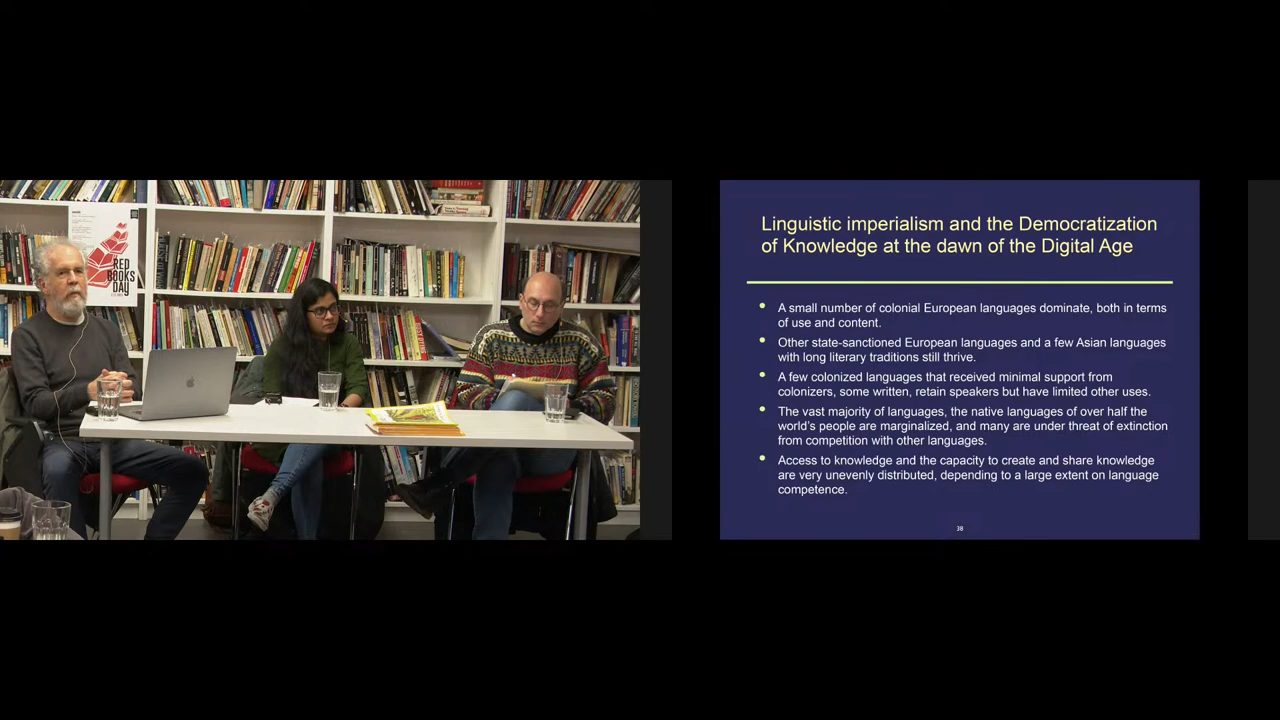 RED
BOOKS
DAY
Linguistic imperialism and the Democratization
of Knowledge at the dawn of the Digital Age
• A small number of colonial European languages dominate, both in terms
of use and content.
• Other state-sanctioned European languages and a few Asian languages
with long literary traditions still thrive.
• A few colonized languages that received minimal support from
colonizers, some written, retain speakers but have limited other uses.
• The vast majority of languages, the native languages of over half the
world's people are marginalized, and many are under threat of extinction
from competition with other languages.
• Access to knowledge and the capacity to create and share knowledge
are very unevenly distributed, depending to a large extent on language
competence.
38